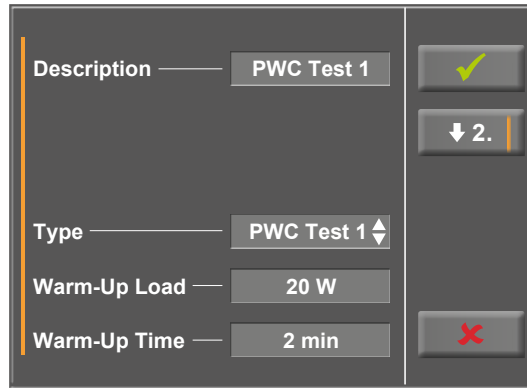 Description PWC Test 1
2.
Type PWC Test 1
Warm-Up Load 20 W
Warm-Up Time 2 min